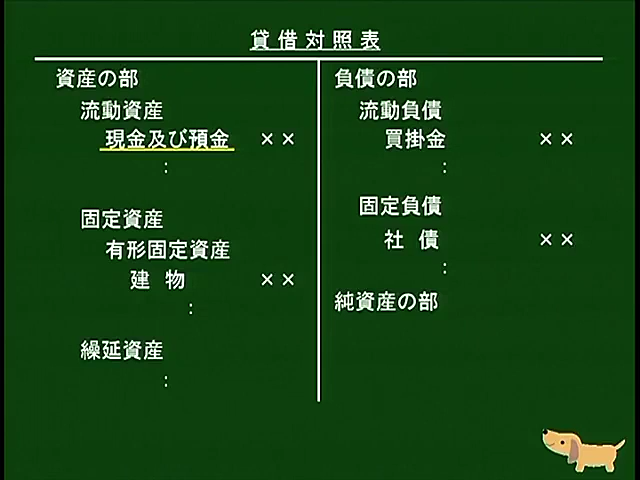 貸借対照表
資産の部
流動資産
現金及び預金 ××
:
固定資産
有形固定資産
建物 ××
:
繰延資産
:
負債の部
流動負債
買掛金 ××
:
固定負債
社債 ××
:
純資産の部